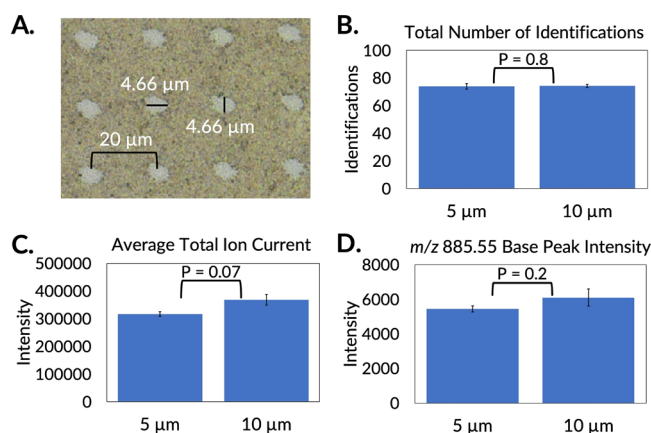 A.
4.66 µm
4.66 µm
20 µm
B.
Total Number of Identifications
P = 0.8
Identifications
100
80
60
40
20
0
5 µm
10 µm
C.
Average Total Ion Current
P = 0.07
Intensity
500000
400000
300000
200000
100000
0
5 µm
10 µm
D.
m/z 885.55 Base Peak Intensity
P = 0.2
Intensity
8000
6000
4000
2000
0
5 µm
10 µm